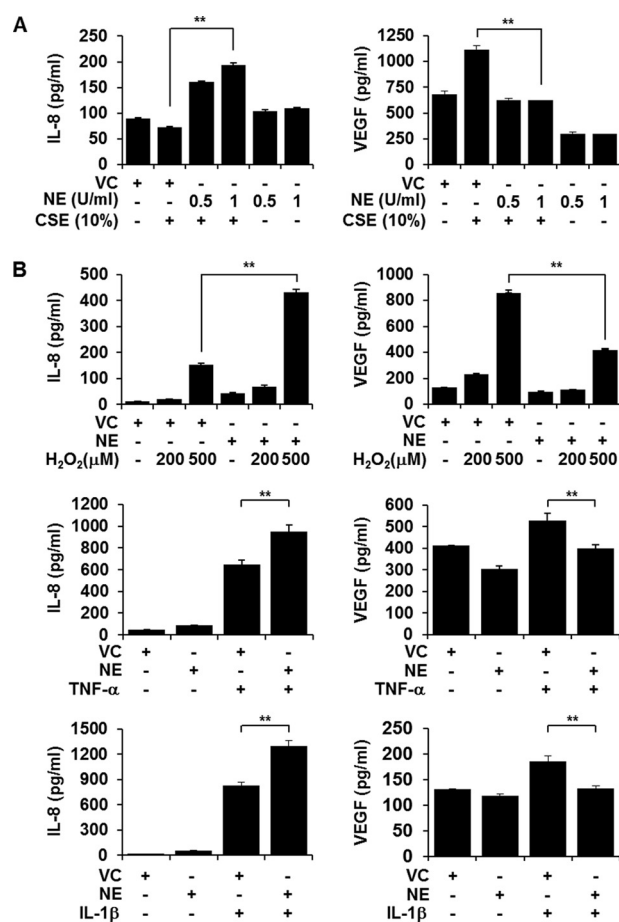 A
IL-8 (pg/ml)
250
200
150
100
50
0
**
VC + + - - - -
NE (U/ml) - - 0.5 1 0.5 1
CSE (10%) - + + + - -
VEGF (pg/ml)
1250
1000
750
500
250
0
**
VC + + - - - -
NE (U/ml) - - 0.5 1 0.5 1
CSE (10%) - + + + - -
B
IL-8 (pg/ml)
500
400
300
200
100
0
**
VC + + + - - -
NE - - - + + +
H₂O₂(μM) - 200 500 - 200 500
VEGF (pg/ml)
1000
800
600
400
200
0
**
VC + + + - - -
NE - - - + + +
H₂O₂(μM) - 200 500 - 200 500
IL-8 (pg/ml)
1200
1000
800
600
400
200
0
**
VC + - + -
NE - + - +
TNF-α - - + +
VEGF (pg/ml)
600
500
400
300
200
100
0
**
VC + - + -
NE - + - +
TNF-α - - + +
IL-8 (pg/ml)
1500
1200
900
600
300
0
**
VC + - + -
NE - + - +
IL-1β - - + +
VEGF (pg/ml)
250
200
150
100
50
0
**
VC + - + -
NE - + - +
IL-1β - - + +